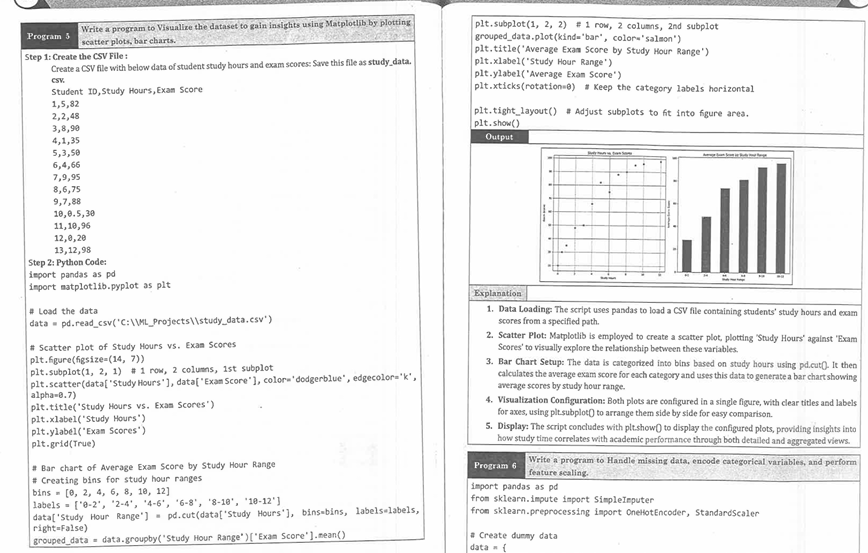 Program 5
Write a program to Visualize the dataset to gain insights using Matplotlib by plotting
scatter plots, bar charts.
Step 1: Create the CSV File :
Create a CSV file with below data of student study hours and exam scores: Save this file as study_data.
csv.
Student ID,Study Hours,Exam Score
1,5,82
2,2,48
3,8,90
4,1,35
5,3,50
6,4,66
7,9,95
8,6,75
9,7,88
10,0.5,30
11,10,96
12,0,20
13,12,98
Step 2: Python Code:
import pandas as pd
import matplotlib.pyplot as plt
# Load the data
data = pd.read_csv('C:\\ML_Projects\\study_data.csv')
# Scatter plot of Study Hours vs. Exam Scores
plt.figure(figsize=(14, 7))
plt.subplot(1, 2, 1)  # 1 row, 2 columns, 1st subplot
plt.scatter(data['Study Hours'], data['Exam Score'], color='dodgerblue', edgecolor='k',
alpha=0.7)
plt.title('Study Hours vs. Exam Scores')
plt.xlabel('Study Hours')
plt.ylabel('Exam Scores')
plt.grid(True)
# Bar chart of Average Exam Score by Study Hour Range
# Creating bins for study hour ranges
bins = [0, 2, 4, 6, 8, 10, 12]
labels = ['0-2', '2-4', '4-6', '6-8', '8-10', '10-12']
data['Study Hour Range'] = pd.cut(data['Study Hours'], bins=bins, labels=labels,
right=False)
grouped_data = data.groupby('Study Hour Range')['Exam Score'].mean()
plt.subplot(1, 2, 2)  # 1 row, 2 columns, 2nd subplot
grouped_data.plot(kind='bar', color='salmon')
plt.title('Average Exam Score by Study Hour Range')
plt.xlabel('Study Hour Range')
plt.ylabel('Average Exam Score')
plt.xticks(rotation=0)  # Keep the category labels horizontal
plt.tight_layout()  # Adjust subplots to fit into figure area.
plt.show()
Output
Study Hours vs. Exam Scores
Average Exam Score by Study Hour Range
Study Hours
Study Hour Range
Explanation
1. Data Loading: The script uses pandas to load a CSV file containing students' study hours and exam
scores from a specified path.
2. Scatter Plot: Matplotlib is employed to create a scatter plot, plotting 'Study Hours' against 'Exam
Scores' to visually explore the relationship between these variables.
3. Bar Chart Setup: The data is categorized into bins based on study hours using pd.cut(). It then
calculates the average exam score for each category and uses this data to generate a bar chart showing
average scores by study hour range.
4. Visualization Configuration: Both plots are configured in a single figure, with clear titles and labels
for axes, using plt.subplot() to arrange them side by side for easy comparison.
5. Display: The script concludes with plt.show() to display the configured plots, providing insights into
how study time correlates with academic performance through both detailed and aggregated views.
Program 6
Write a program to Handle missing data, encode categorical variables, and perform
feature scaling.
import pandas as pd
from sklearn.impute import SimpleImputer
from sklearn.preprocessing import OneHotEncoder, StandardScaler
# Create dummy data
data = {